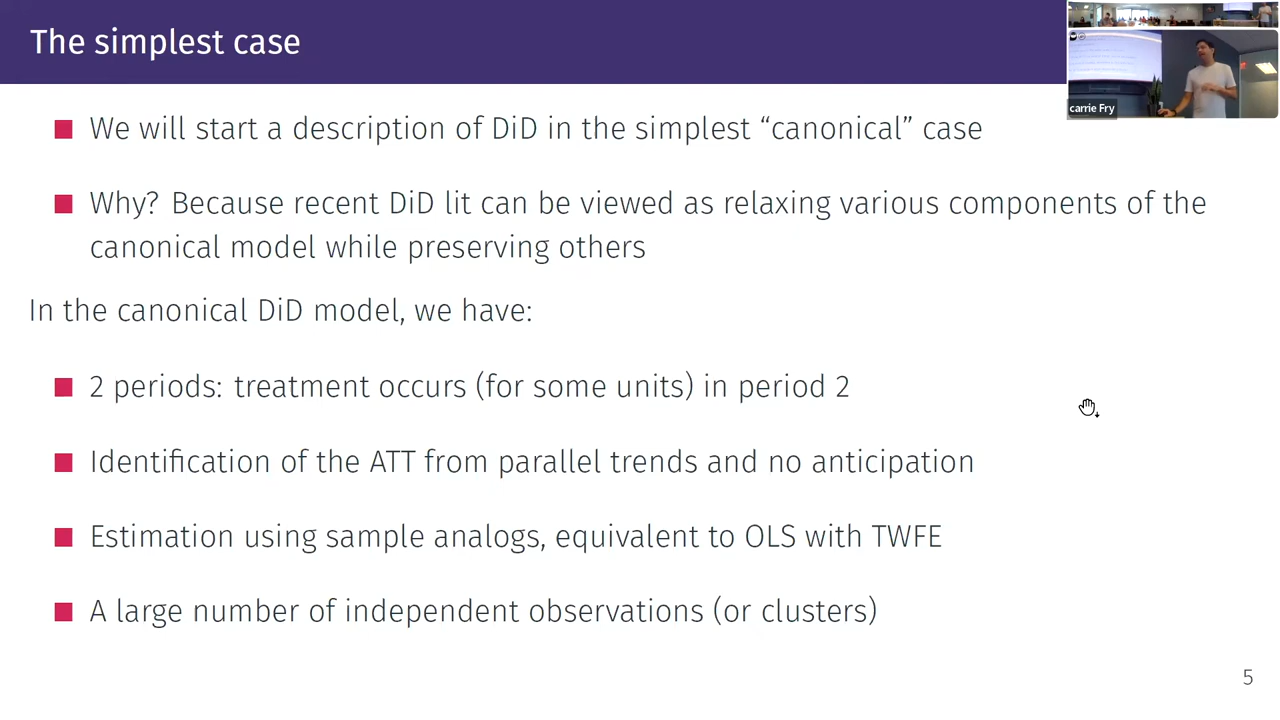 The simplest case
We will start a description of DiD in the simplest “canonical” case
Why? Because recent DiD lit can be viewed as relaxing various components of the
canonical model while preserving others
In the canonical DiD model, we have:
2 periods: treatment occurs (for some units) in period 2
Identification of the ATT from parallel trends and no anticipation
Estimation using sample analogs, equivalent to OLS with TWFE
A large number of independent observations (or clusters)
5
carrie Fry